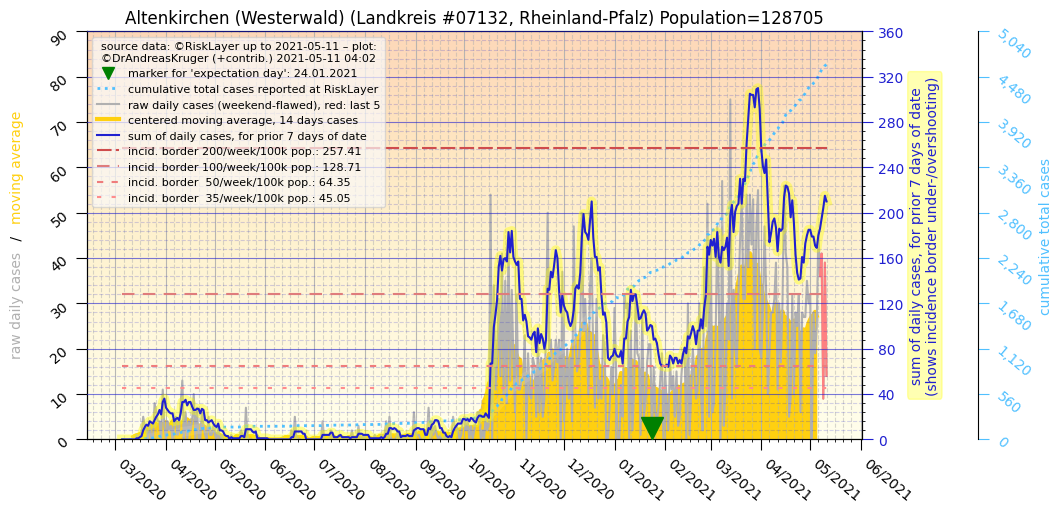 Altenkirchen (Westerwald) (Landkreis #07132, Rheinland-Pfalz) Population=128705
source data: ©RiskLayer up to 2021-05-11 – plot:
©DrAndreasKruger (+contrib.) 2021-05-11 04:02
marker for 'expectation day': 24.01.2021
cumulative total cases reported at RiskLayer
raw daily cases (weekend-flawed), red: last 5
centered moving average, 14 days cases
sum of daily cases, for prior 7 days of date
incid. border 200/week/100k pop.: 257.41
incid. border 100/week/100k pop.: 128.71
incid. border 50/week/100k pop.: 64.35
incid. border 35/week/100k pop.: 45.05
raw daily cases / moving average
90
80
70
60
50
40
30
20
10
0
03/2020
04/2020
05/2020
06/2020
07/2020
08/2020
09/2020
10/2020
11/2020
12/2020
01/2021
02/2021
03/2021
04/2021
05/2021
06/2021
360
320
280
240
200
160
120
80
40
0
sum of daily cases, for prior 7 days of date
(shows incidence border under-/overshooting)
5,040
4,480
3,920
3,360
2,800
2,240
1,680
1,120
560
0
cumulative total cases